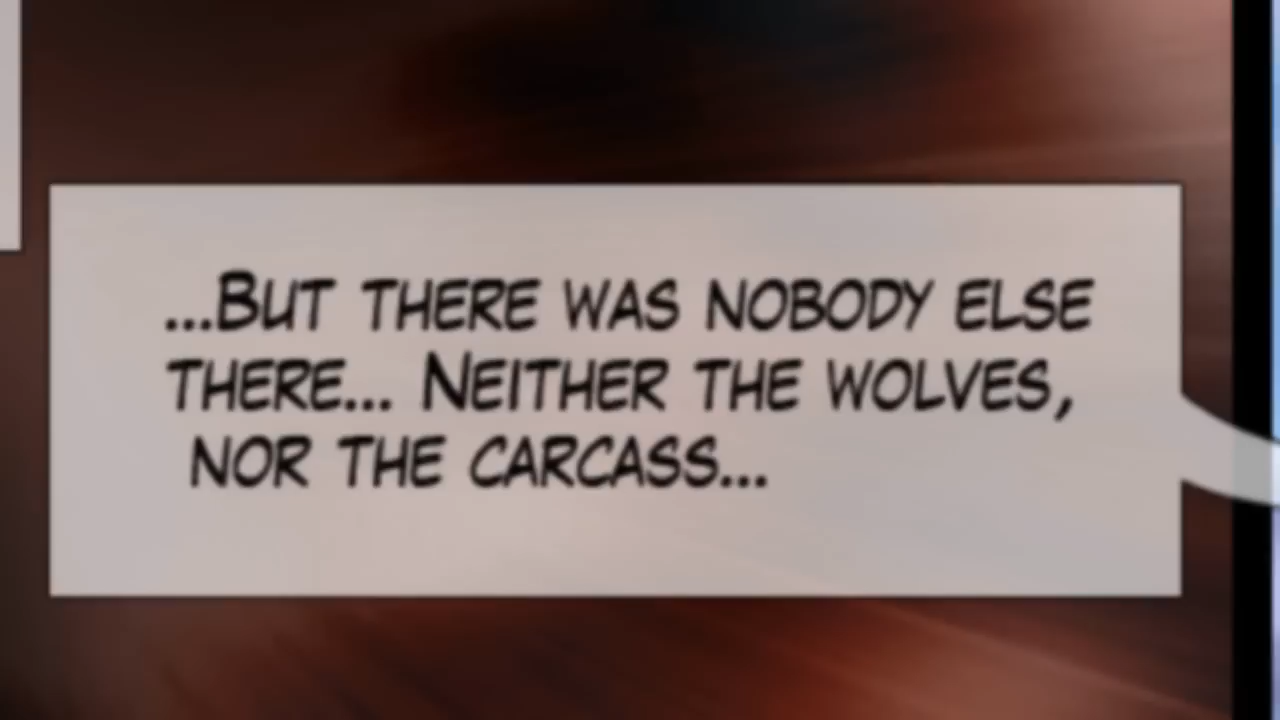 ...But there was nobody else
there... Neither the wolves,
nor the carcass...